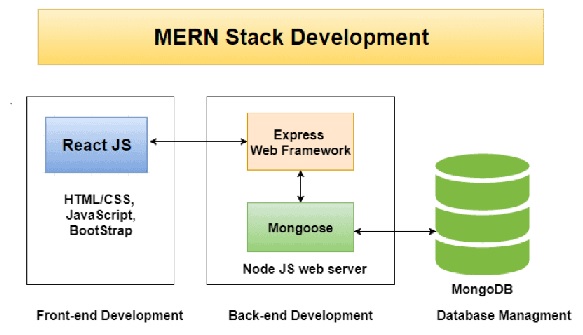 MERN Stack Development
React JS
HTML/CSS,
JavaScript,
BootStrap
Front-end Development
Express
Web Framework
Mongoose
Node JS web server
Back-end Development
MongoDB
Database Managment